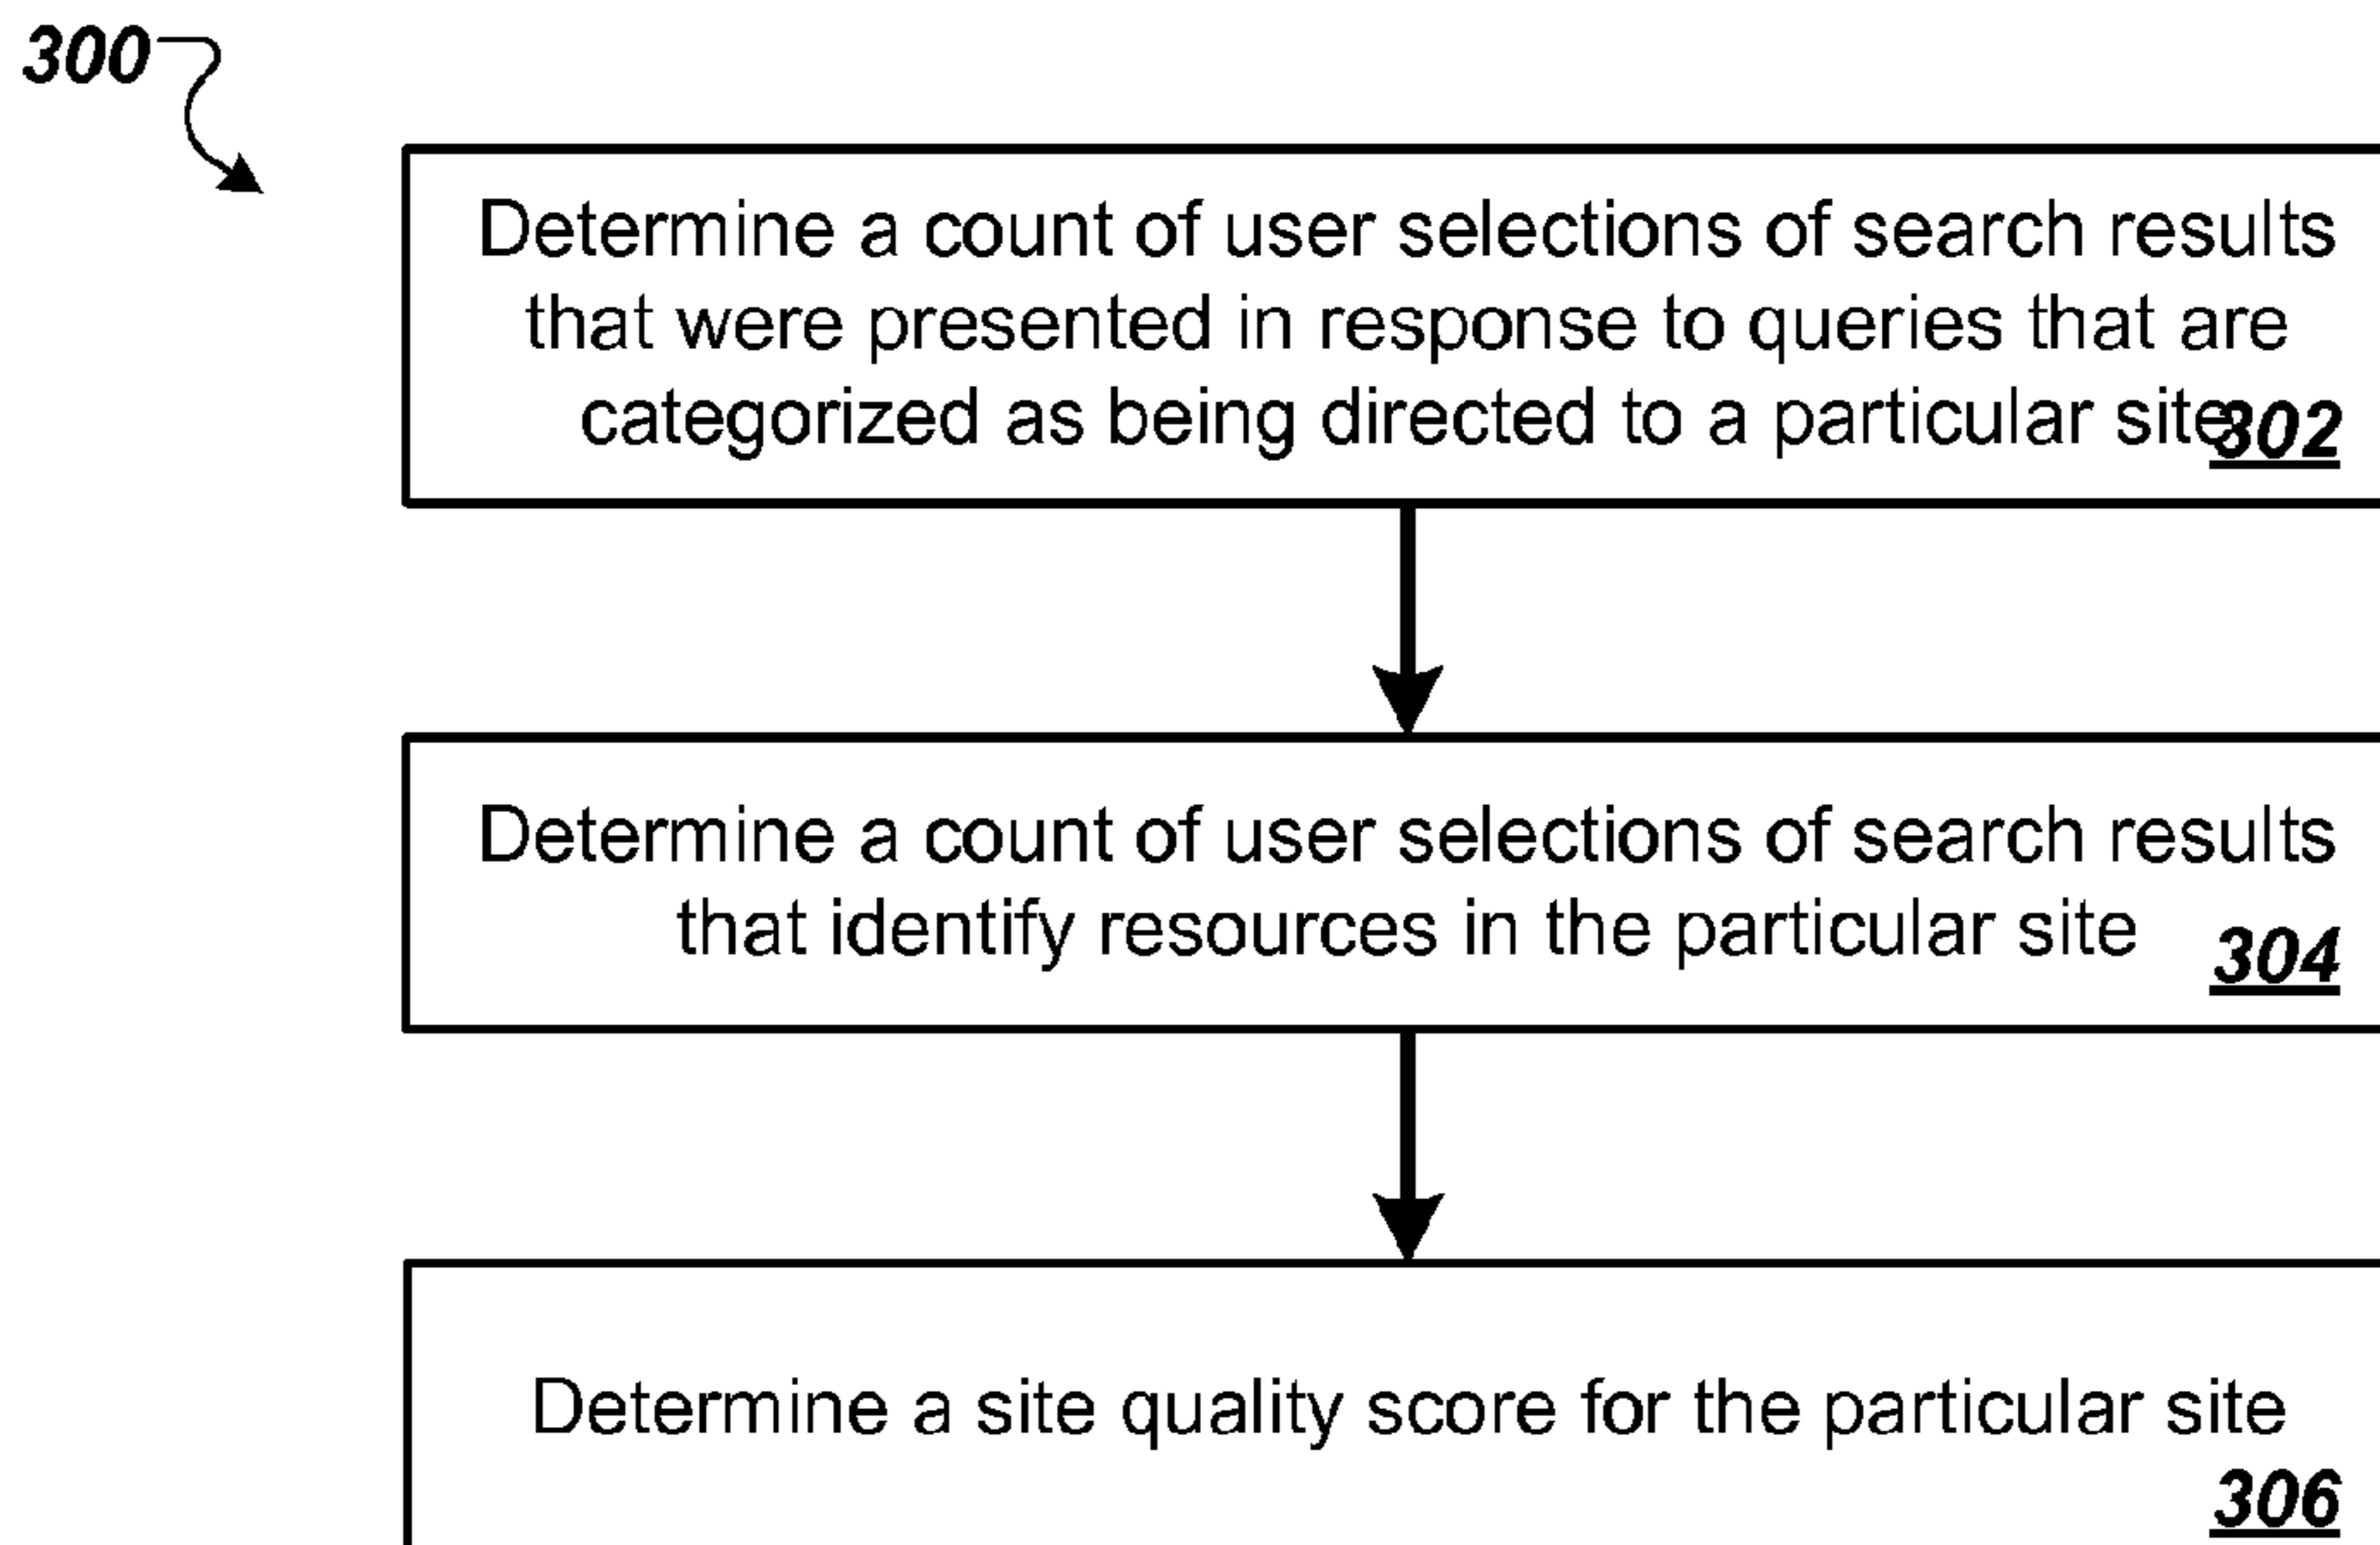 300
Determine a count of user selections of search results
that were presented in response to queries that are
categorized as being directed to a particular site
302
Determine a count of user selections of search results
that identify resources in the particular site
304
Determine a site quality score for the particular site
306